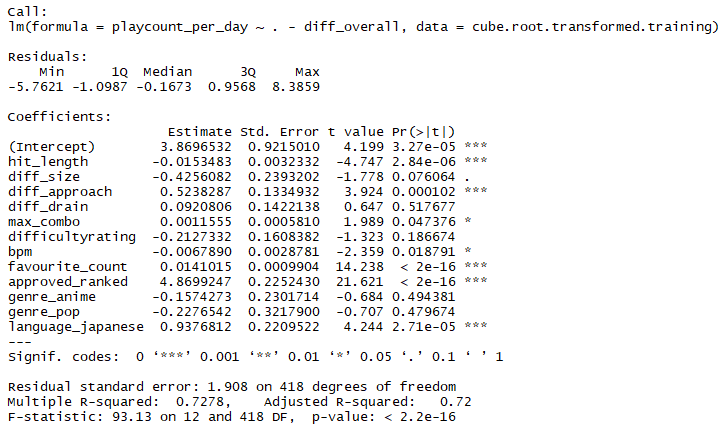 Call:
lm(formula = playcount_per_day ~ . - diff_overall, data = cube.root.transformed.training)
Residuals:
    Min      1Q  Median      3Q     Max
-5.7621 -1.0987 -0.1673  0.9568  8.3859
Coefficients:
                    Estimate Std. Error t value Pr(>|t|)
(Intercept)        3.8696532  0.9215010   4.199 3.27e-05 ***
hit_length        -0.0153483  0.0032332  -4.747 2.84e-06 ***
diff_size         -0.4256082  0.2393202  -1.778 0.076064 .
diff_approach      0.5238287  0.1334932   3.924 0.000102 ***
diff_drain         0.0920806  0.1422138   0.647 0.517677
max_combo          0.0011555  0.0005810   1.989 0.047376 *
difficultyrating  -0.2127332  0.1608382  -1.323 0.186674
bpm               -0.0067890  0.0028781  -2.359 0.018791 *
favourite_count    0.0141015  0.0009904  14.238  < 2e-16 ***
approved_ranked    4.8699247  0.2252430  21.621  < 2e-16 ***
genre_anime       -0.1574273  0.2301714  -0.684 0.494381
genre_pop         -0.2276542  0.3217900  -0.707 0.479674
language_japanese  0.9376812  0.2209522   4.244 2.71e-05 ***
---
Signif. codes:  0 ‘***’ 0.001 ‘**’ 0.01 ‘*’ 0.05 ‘.’ 0.1 ‘ ’ 1
Residual standard error: 1.908 on 418 degrees of freedom
Multiple R-squared:  0.7278,    Adjusted R-squared:   0.72
F-statistic: 93.13 on 12 and 418 DF,  p-value: < 2.2e-16